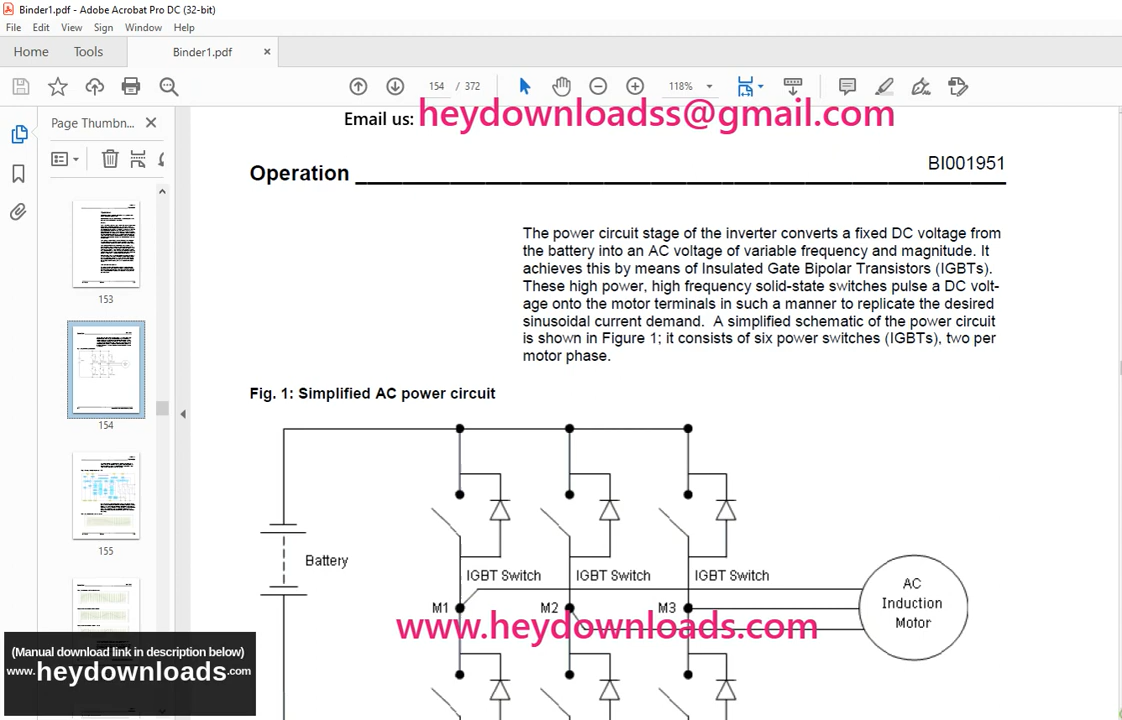 Binder1.pdf - Adobe Acrobat Pro DC (32-bit)
File Edit View Sign Window Help
Home Tools Binder1.pdf ×
154 / 372 118%
Page Thumbn...
Email us: heydownloadss@gmail.com
BI001951
Operation
The power circuit stage of the inverter converts a fixed DC voltage from
the battery into an AC voltage of variable frequency and magnitude. It
achieves this by means of Insulated Gate Bipolar Transistors (IGBTs).
These high power, high frequency solid-state switches pulse a DC volt-
age onto the motor terminals in such a manner to replicate the desired
sinusoidal current demand. A simplified schematic of the power circuit
is shown in Figure 1; it consists of six power switches (IGBTs), two per
motor phase.
Fig. 1: Simplified AC power circuit
153
154
155
Battery
IGBT Switch IGBT Switch IGBT Switch
M1 M2 M3
AC
Induction
Motor
www.heydownloads.com
(Manual download link in description below)
www.heydownloads.com